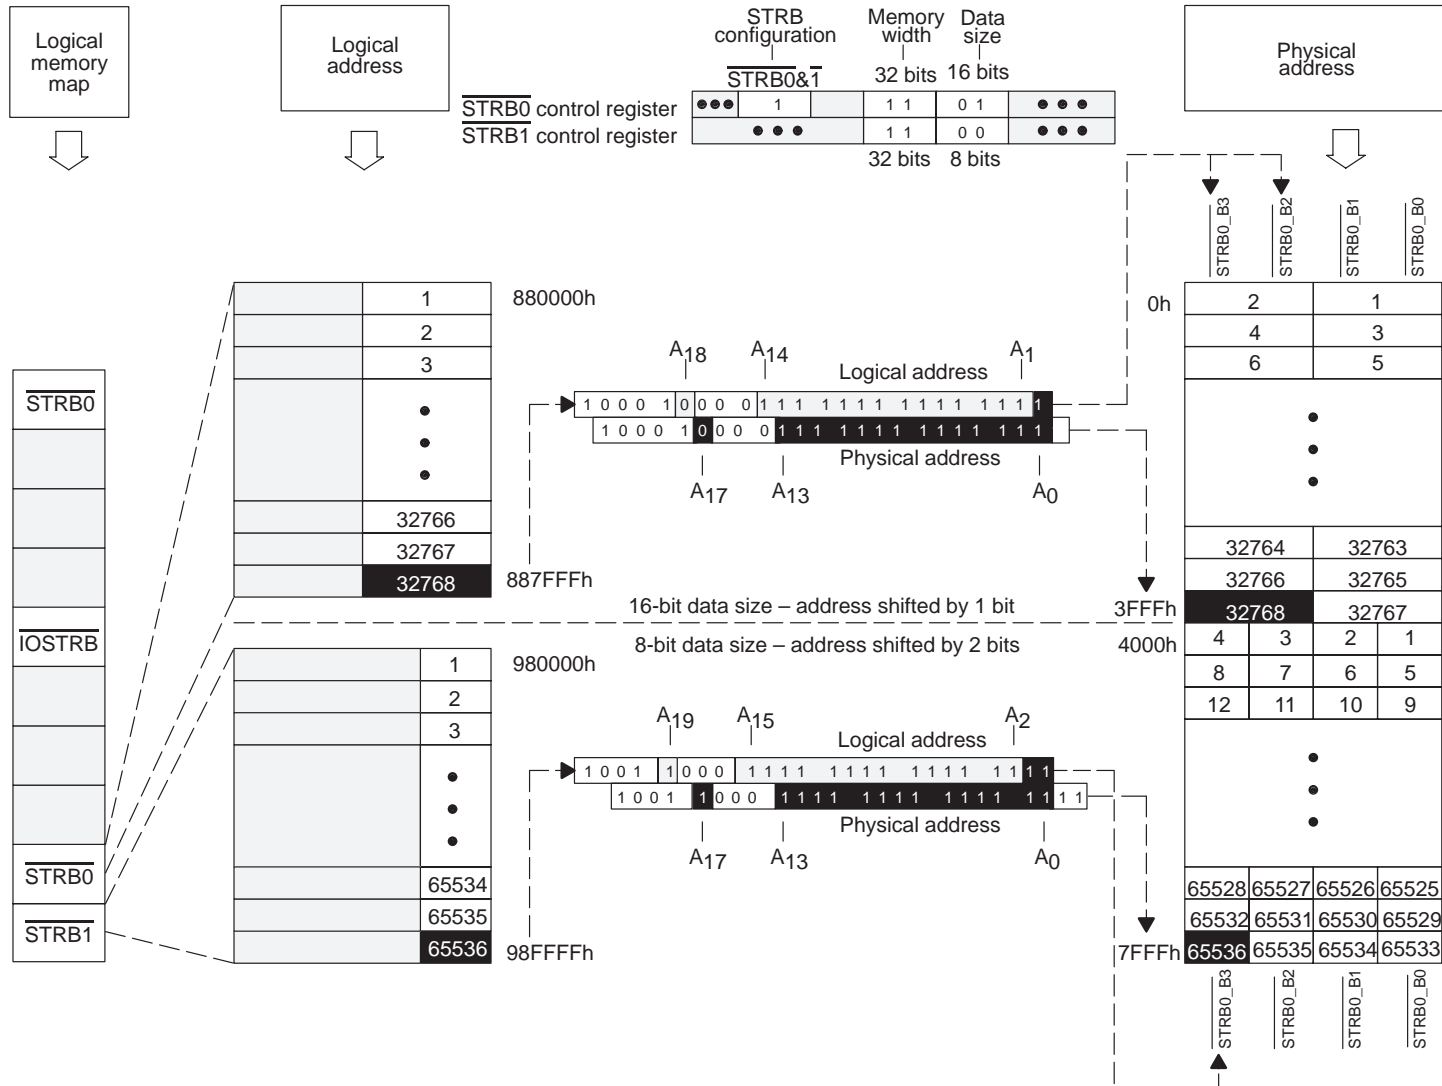 Logical
memory
map
Logical
address
STRB
configuration
Memory
width
Data
size
Physical
address
STRB0&1
32 bits
16 bits
STRB0 control register
1
1 1
0 1
STRB1 control register
1 1
0 0
32 bits
8 bits
STRB0_B3
STRB0_B2
STRB0_B1
STRB0_B0
STRB0
IOSTRB
STRB0
STRB1
1
2
3
32766
32767
32768
880000h
887FFFh
A18
A14
A1
Logical address
1 0 0 0 1 0 0 0 0 1 1 1 1 1 1 1 1 1 1 1 1 1 1 1
1 0 0 0 1 0 0 0 0 1 1 1 1 1 1 1 1 1 1 1 1 1 1 1
Physical address
A17
A13
A0
16-bit data size – address shifted by 1 bit
8-bit data size – address shifted by 2 bits
1
2
3
65534
65535
65536
980000h
98FFFFh
A19
A15
A2
Logical address
1 0 0 1 1 0 0 0 1 1 1 1 1 1 1 1 1 1 1 1 1 1 1 1
1 0 0 1 1 0 0 0 1 1 1 1 1 1 1 1 1 1 1 1 1 1 1 1
Physical address
A17
A13
A0
0h
2 1
4 3
6 5
32764 32763
32766 32765
3FFFh
32768 32767
4000h
4 3 2 1
8 7 6 5
12 11 10 9
65528 65527 65526 65525
65532 65531 65530 65529
7FFFh
65536 65535 65534 65533
STRB0_B3
STRB0_B2
STRB0_B1
STRB0_B0